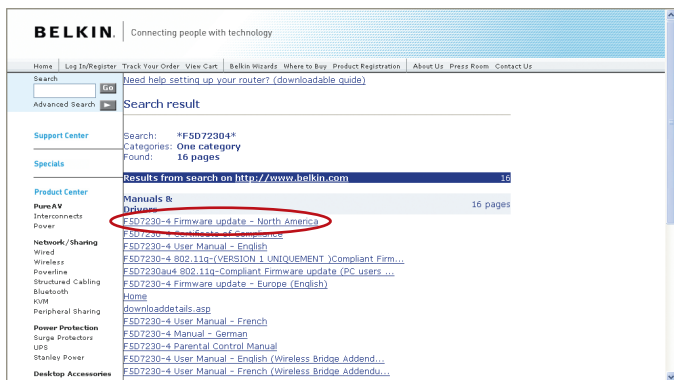 BELKIN. Connecting people with technology
Home Log In/Register Track Your Order View Cart Belkin Wizards Where to Buy Product Registration About Us Press Room Contact Us
Search
Go
Advanced Search
Support Center
Specials
Product Center
PureAV
Interconnects
Power
Network/Sharing
Wired
Wireless
Poverline
Structured Cabling
Bluetooth
KVM
Peripheral Sharing
Power Protection
Surge Protectors
UPS
Stanley Power
Desktop Accessories
Need help setting up your router? (downloadable guide)
Search result
Search: *F5D72304*
Categories: One category
Found: 16 pages
Results from search on http://www.belkin.com 16
Manuals &
Drivers 16 pages
F5D7230-4 Firmware update - North America
F5D7230-4 Certificate of Compliance
F5D7230-4 User Manual - English
F5D7230-4 802.11g-(VERSION 1 UNIQUEMENT )Compliant Firm...
F5D7230au4 802.11g-Compliant Firmware update (PC users ...
F5D7230-4 Firmware update - Europe (English)
Home
downloaddetails.asp
F5D7230-4 User Manual - French
F5D7230-4 Manual - German
F5D7230-4 Parental Control Manual
F5D7230-4 User Manual - English (Wireless Bridge Addend...
F5D7230-4 User Manual - French (Wireless Bridge Addendu...